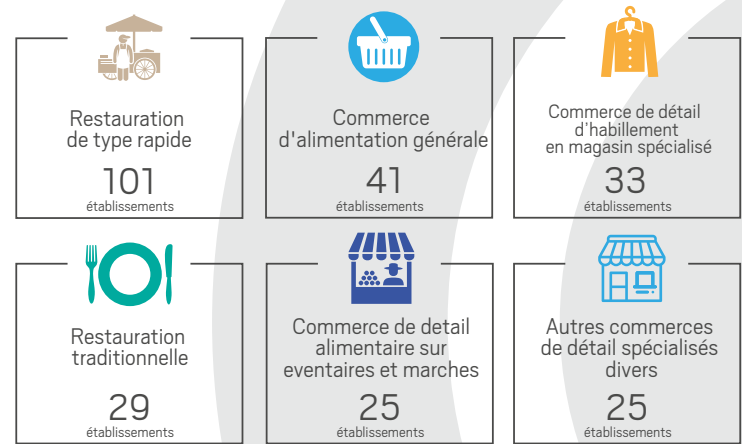 Restauration
de type rapide
101
établissements
Commerce
d'alimentation générale
41
établissements
Commerce de détail
d'habillement
en magasin spécialisé
33
établissements
Restauration
traditionnelle
29
établissements
Commerce de detail
alimentaire sur
eventaires et marches
25
établissements
Autres commerces
de détail spécialisés
divers
25
établissements